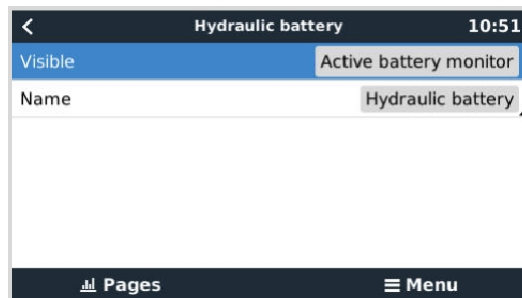 Hydraulic battery 10:51
Visible Active battery monitor
Name Hydraulic battery
Pages Menu